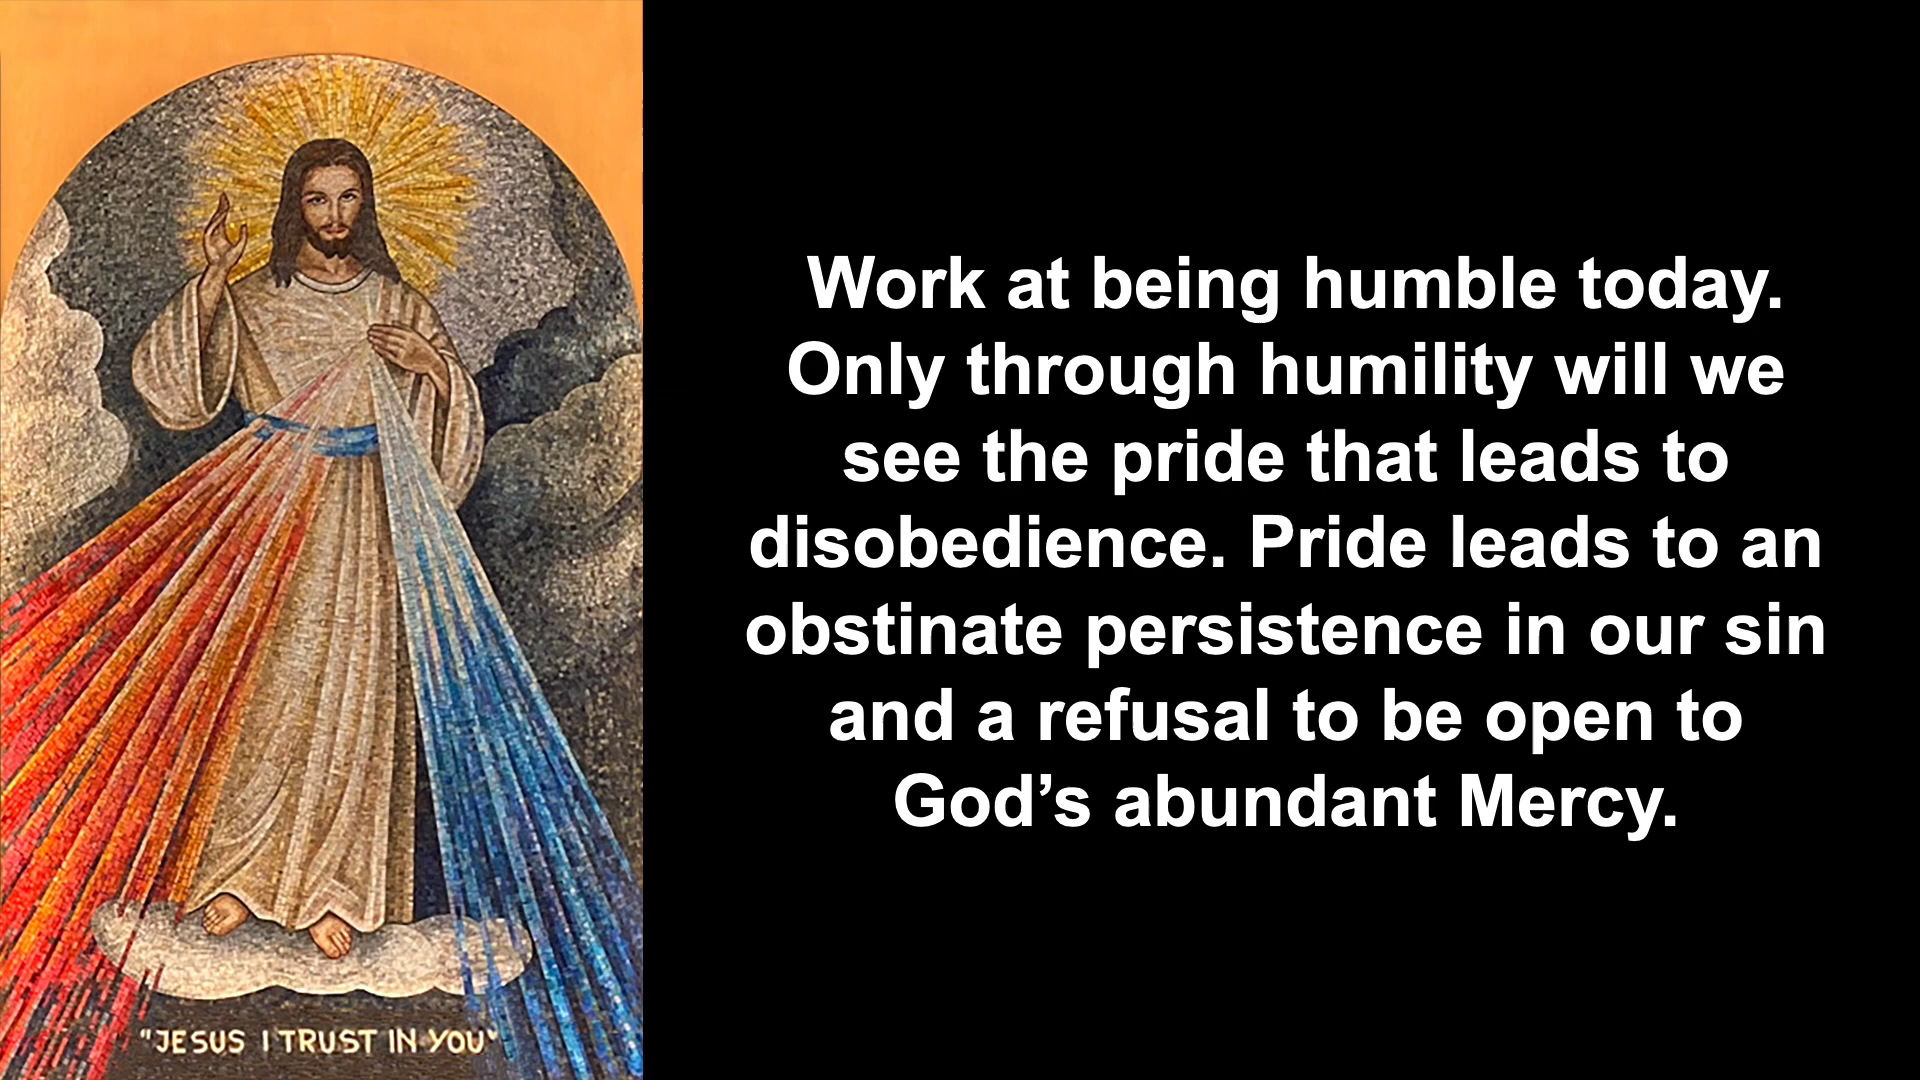 Work at being humble today.
Only through humility will we
see the pride that leads to
disobedience. Pride leads to an
obstinate persistence in our sin
and a refusal to be open to
God’s abundant Mercy.
"JESUS I TRUST IN YOU"